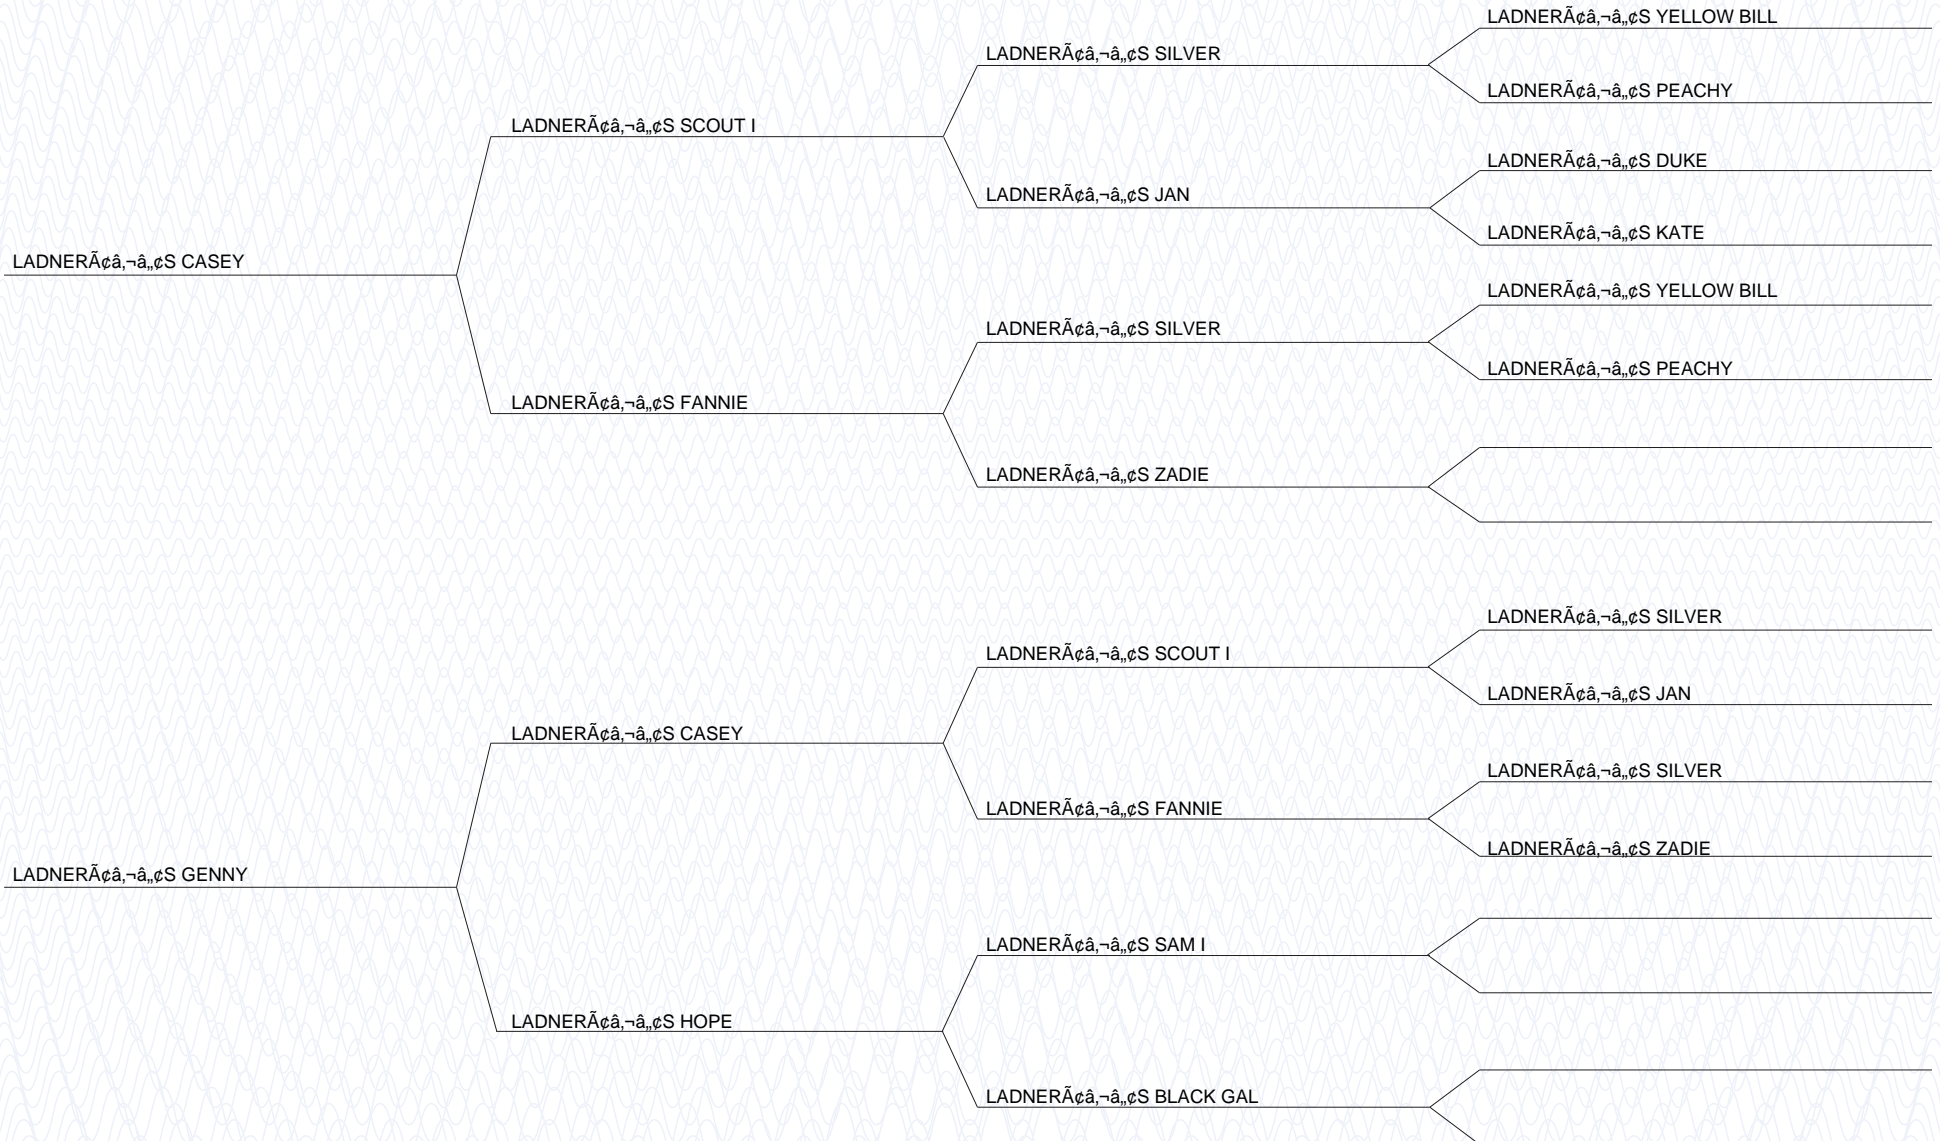 LADNERÃ¢â‚¬â„¢S YELLOW BILL
LADNERÃ¢â‚¬â„¢S SILVER
LADNERÃ¢â‚¬â„¢S PEACHY
LADNERÃ¢â‚¬â„¢S SCOUT I
LADNERÃ¢â‚¬â„¢S DUKE
LADNERÃ¢â‚¬â„¢S JAN
LADNERÃ¢â‚¬â„¢S KATE
LADNERÃ¢â‚¬â„¢S CASEY
LADNERÃ¢â‚¬â„¢S YELLOW BILL
LADNERÃ¢â‚¬â„¢S SILVER
LADNERÃ¢â‚¬â„¢S PEACHY
LADNERÃ¢â‚¬â„¢S FANNIE
LADNERÃ¢â‚¬â„¢S ZADIE
LADNERÃ¢â‚¬â„¢S SILVER
LADNERÃ¢â‚¬â„¢S SCOUT I
LADNERÃ¢â‚¬â„¢S JAN
LADNERÃ¢â‚¬â„¢S CASEY
LADNERÃ¢â‚¬â„¢S SILVER
LADNERÃ¢â‚¬â„¢S FANNIE
LADNERÃ¢â‚¬â„¢S ZADIE
LADNERÃ¢â‚¬â„¢S GENNY
LADNERÃ¢â‚¬â„¢S SAM I
LADNERÃ¢â‚¬â„¢S HOPE
LADNERÃ¢â‚¬â„¢S BLACK GAL